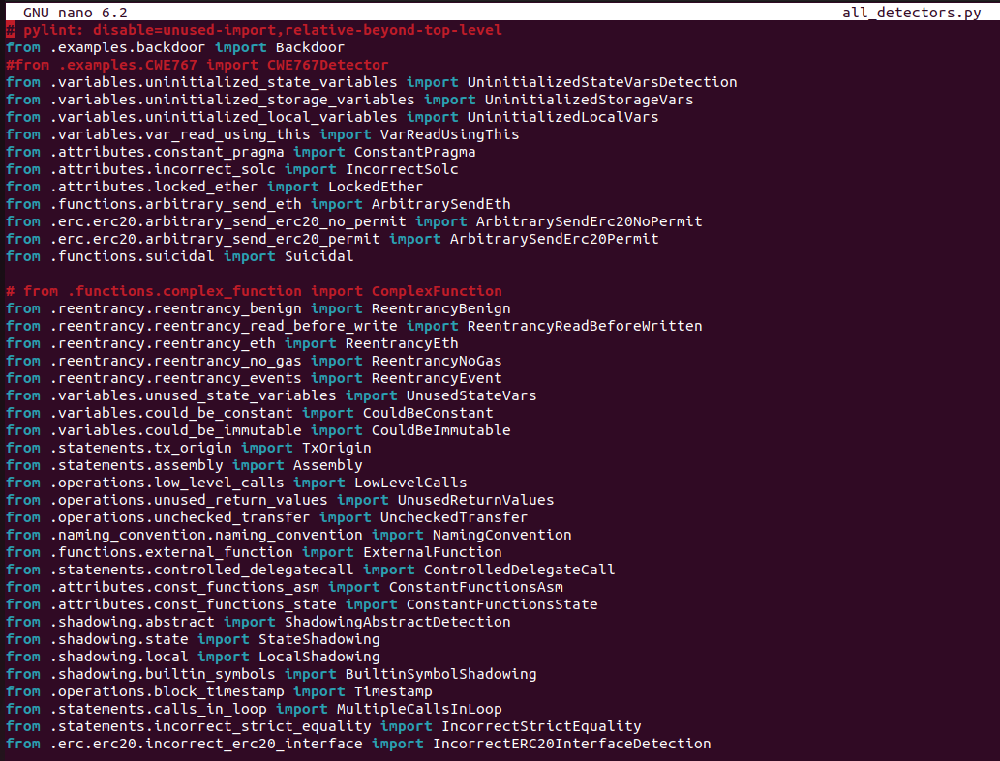 GNU nano 6.2 all_detectors.py
# pylint: disable=unused-import,relative-beyond-top-level
from .examples.backdoor import Backdoor
#from .examples.CWE767 import CWE767Detector
from .variables.uninitialized_state_variables import UninitializedStateVarsDetection
from .variables.uninitialized_storage_variables import UninitializedStorageVars
from .variables.uninitialized_local_variables import UninitializedLocalVars
from .variables.var_read_using_this import VarReadUsingThis
from .attributes.constant_pragma import ConstantPragma
from .attributes.incorrect_solc import IncorrectSolc
from .attributes.locked_ether import LockedEther
from .functions.arbitrary_send_eth import ArbitrarySendEth
from .erc.erc20.arbitrary_send_erc20_no_permit import ArbitrarySendErc20NoPermit
from .erc.erc20.arbitrary_send_erc20_permit import ArbitrarySendErc20Permit
from .functions.suicidal import Suicidal
# from .functions.complex_function import ComplexFunction
from .reentrancy.reentrancy_benign import ReentrancyBenign
from .reentrancy.reentrancy_read_before_write import ReentrancyReadBeforeWritten
from .reentrancy.reentrancy_eth import ReentrancyEth
from .reentrancy.reentrancy_no_gas import ReentrancyNoGas
from .reentrancy.reentrancy_events import ReentrancyEvent
from .variables.unused_state_variables import UnusedStateVars
from .variables.could_be_constant import CouldBeConstant
from .variables.could_be_immutable import CouldBeImmutable
from .statements.tx_origin import TxOrigin
from .statements.assembly import Assembly
from .operations.low_level_calls import LowLevelCalls
from .operations.unused_return_values import UnusedReturnValues
from .operations.unchecked_transfer import UncheckedTransfer
from .naming_convention.naming_convention import NamingConvention
from .functions.external_function import ExternalFunction
from .statements.controlled_delegatecall import ControlledDelegateCall
from .attributes.const_functions_asm import ConstantFunctionsAsm
from .attributes.const_functions_state import ConstantFunctionsState
from .shadowing.abstract import ShadowingAbstractDetection
from .shadowing.state import StateShadowing
from .shadowing.local import LocalShadowing
from .shadowing.builtin_symbols import BuiltinSymbolShadowing
from .operations.block_timestamp import Timestamp
from .statements.calls_in_loop import MultipleCallsInLoop
from .statements.incorrect_strict_equality import IncorrectStrictEquality
from .erc.erc20.incorrect_erc20_interface import IncorrectERC20InterfaceDetection